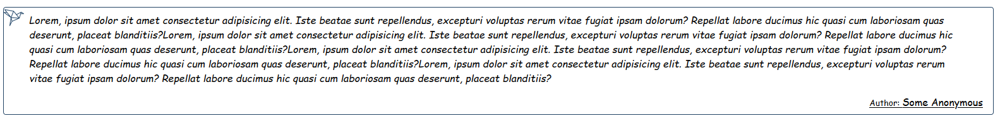 Lorem, ipsum dolor sit amet consectetur adipisicing elit. Iste beatae sunt repellendus, excepturi voluptas rerum vitae fugiat ipsam dolorum? Repellat labore ducimus hic quasi cum laboriosam quas
deserunt, placeat blanditiis?Lorem, ipsum dolor sit amet consectetur adipisicing elit. Iste beatae sunt repellendus, excepturi voluptas rerum vitae fugiat ipsam dolorum? Repellat labore ducimus hic
quasi cum laboriosam quas deserunt, placeat blanditiis?Lorem, ipsum dolor sit amet consectetur adipisicing elit. Iste beatae sunt repellendus, excepturi voluptas rerum vitae fugiat ipsam dolorum?
Repellat labore ducimus hic quasi cum laboriosam quas deserunt, placeat blanditiis?Lorem, ipsum dolor sit amet consectetur adipisicing elit. Iste beatae sunt repellendus, excepturi voluptas rerum
vitae fugiat ipsam dolorum? Repellat labore ducimus hic quasi cum laboriosam quas deserunt, placeat blanditiis?
Author: Some Anonymous